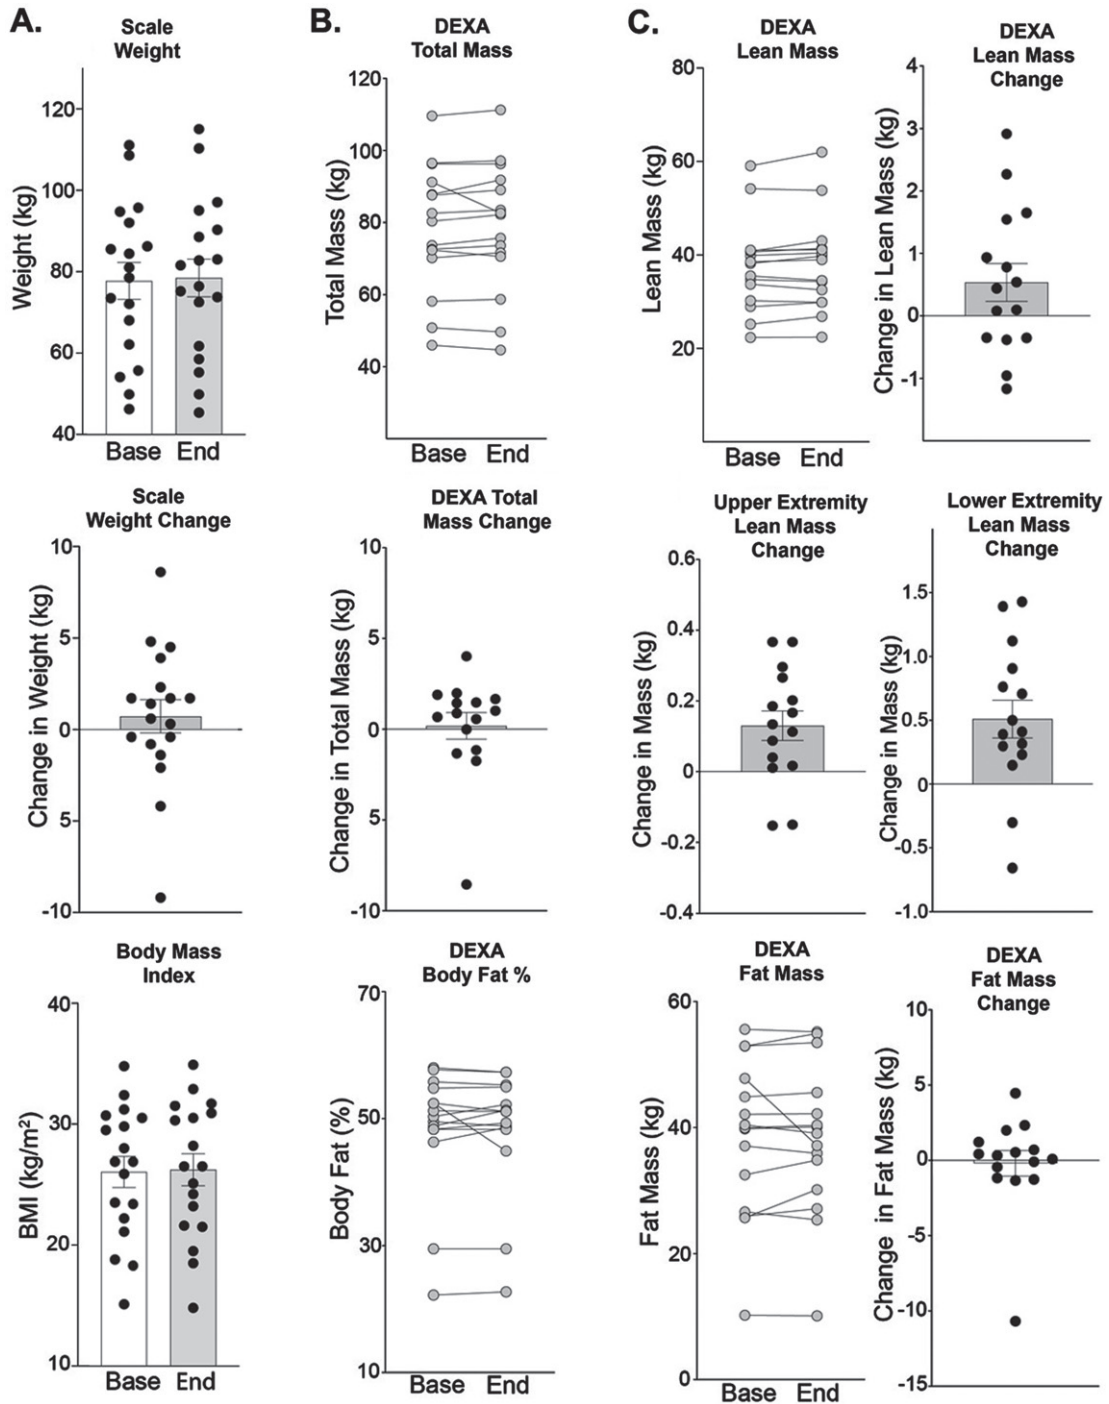 A.
Scale
Weight
Weight (kg)
120
100
80
60
40
Base End
B.
DEXA
Total Mass
Total Mass (kg)
120
100
80
60
40
Base End
C.
DEXA
Lean Mass
Lean Mass (kg)
80
60
40
20
Base End
DEXA
Lean Mass
Change
Change in Lean Mass (kg)
4
3
2
1
0
-1
Scale
Weight Change
Change in Weight (kg)
10
5
0
5
-10
DEXA Total
Mass Change
Change in Total Mass (kg)
10
5
0
5
-10
Upper Extremity
Lean Mass
Change
Change in Mass (kg)
0.6
0.4
0.2
0
-0.2
-0.4
Lower Extremity
Lean Mass
Change
Change in Mass (kg)
1.5
1.0
0.5
0
-0.5
-1.0
Body Mass
Index
BMI (kg/m²)
40
30
20
10
Base End
DEXA
Body Fat %
Body Fat (%)
70
50
30
10
Base End
DEXA
Fat Mass
Fat Mass (kg)
60
40
20
0
Base End
DEXA
Fat Mass
Change
Change in Fat Mass (kg)
10
5
0
-5
-10
-15